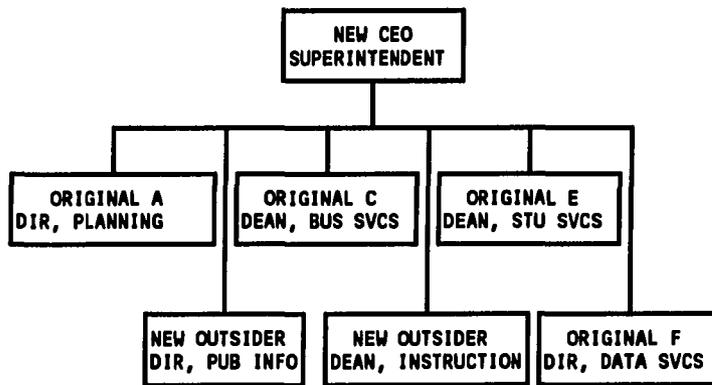 NEW CEO
SUPERINTENDENT
ORIGINAL A
DIR, PLANNING
ORIGINAL C
DEAN, BUS SVCS
ORIGINAL E
DEAN, STU SVCS
NEW OUTSIDER
DIR, PUB INFO
NEW OUTSIDER
DEAN, INSTRUCTION
ORIGINAL F
DIR, DATA SVCS